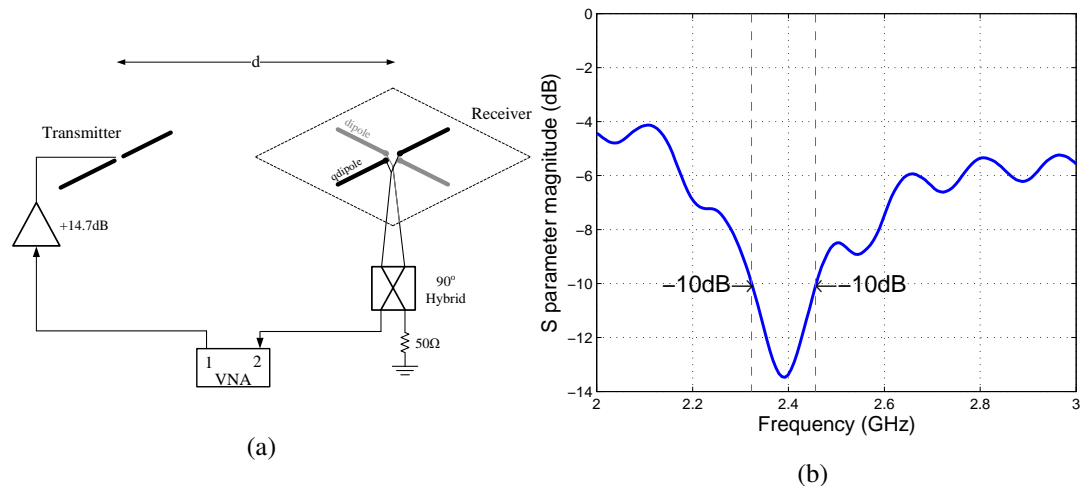 d
Transmitter
Receiver
dipole
qdipole
+14.7dB
90° Hybrid
50Ω
1 2
VNA
(a)
0
−2
−4
−6
−8
−10
−12
−14
S parameter magnitude (dB)
−10dB
−10dB
2 2.2 2.4 2.6 2.8 3
Frequency (GHz)
(b)